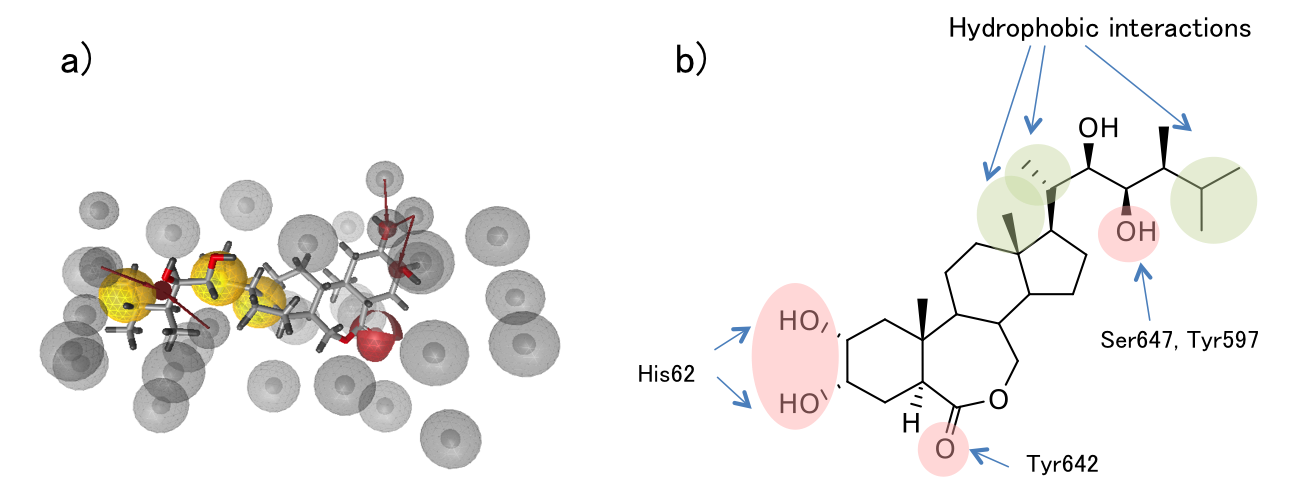 a)
b)
Hydrophobic interactions
OH
OH
Ser647, Tyr597
HO
His62
HO
O
H
O
Tyr642